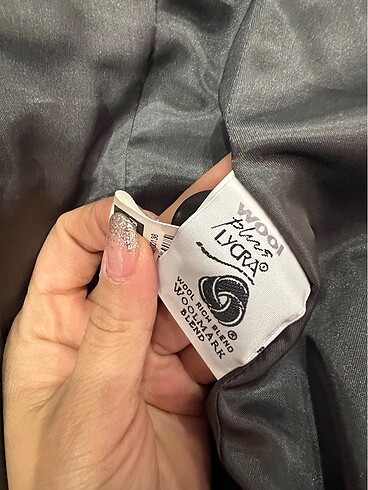 WOOL
plus
LYCRA®
WOOL RICH BLEND
WOOLMARK
BLEND
®